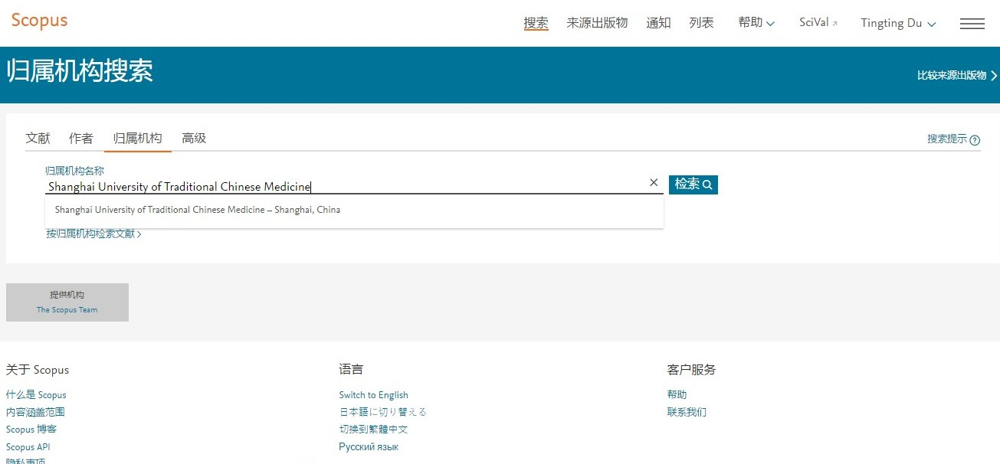 Scopus
搜索 来源出版物 通知 列表 帮助 SciVal Tingting Du
归属机构搜索
比较来源出版物
文献 作者 归属机构 高级
搜索提示
归属机构名称
Shanghai University of Traditional Chinese Medicine
检索
Shanghai University of Traditional Chinese Medicine – Shanghai, China
按归属机构检索文献
提供机构
The Scopus Team
关于 Scopus
什么是 Scopus
内容涵盖范围
Scopus 博客
Scopus API
隐私事项
语言
Switch to English
日本語に切り替える
切換到繁體中文
Русский язык
客户服务
帮助
联系我们